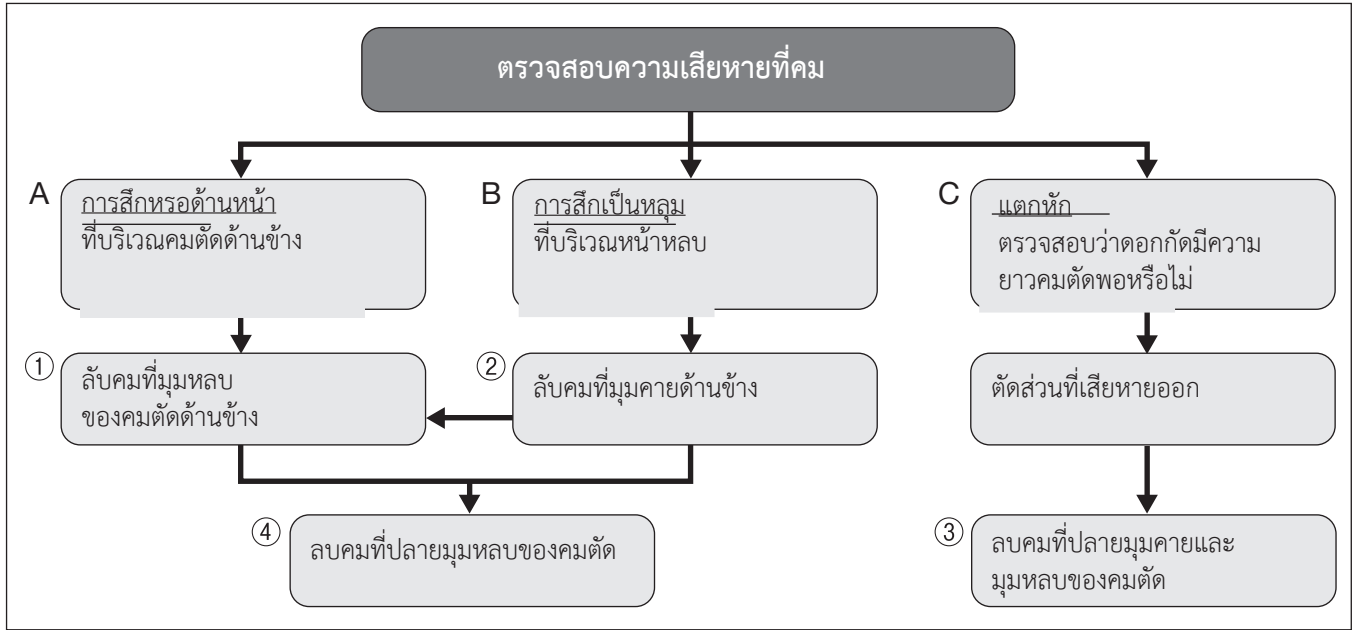 ตรวจสอบความเสียหายที่คม
A
การสึกหรอด้านหน้า
ที่บริเวณคมตัดด้านข้าง
B
การสึกเป็นหลุม
ที่บริเวณหน้าหลบ
C
แตกหัก
ตรวจสอบว่าดอกกัดมีความ
ยาวคมตัดพอหรือไม่
①
ลับคมที่มุมหลบ
ของคมตัดด้านข้าง
②
ลับคมที่มุมคายด้านข้าง
ตัดส่วนที่เสียหายออก
④
ลบคมที่ปลายมุมหลบของคมตัด
③
ลบคมที่ปลายมุมคายและ
มุมหลบของคมตัด